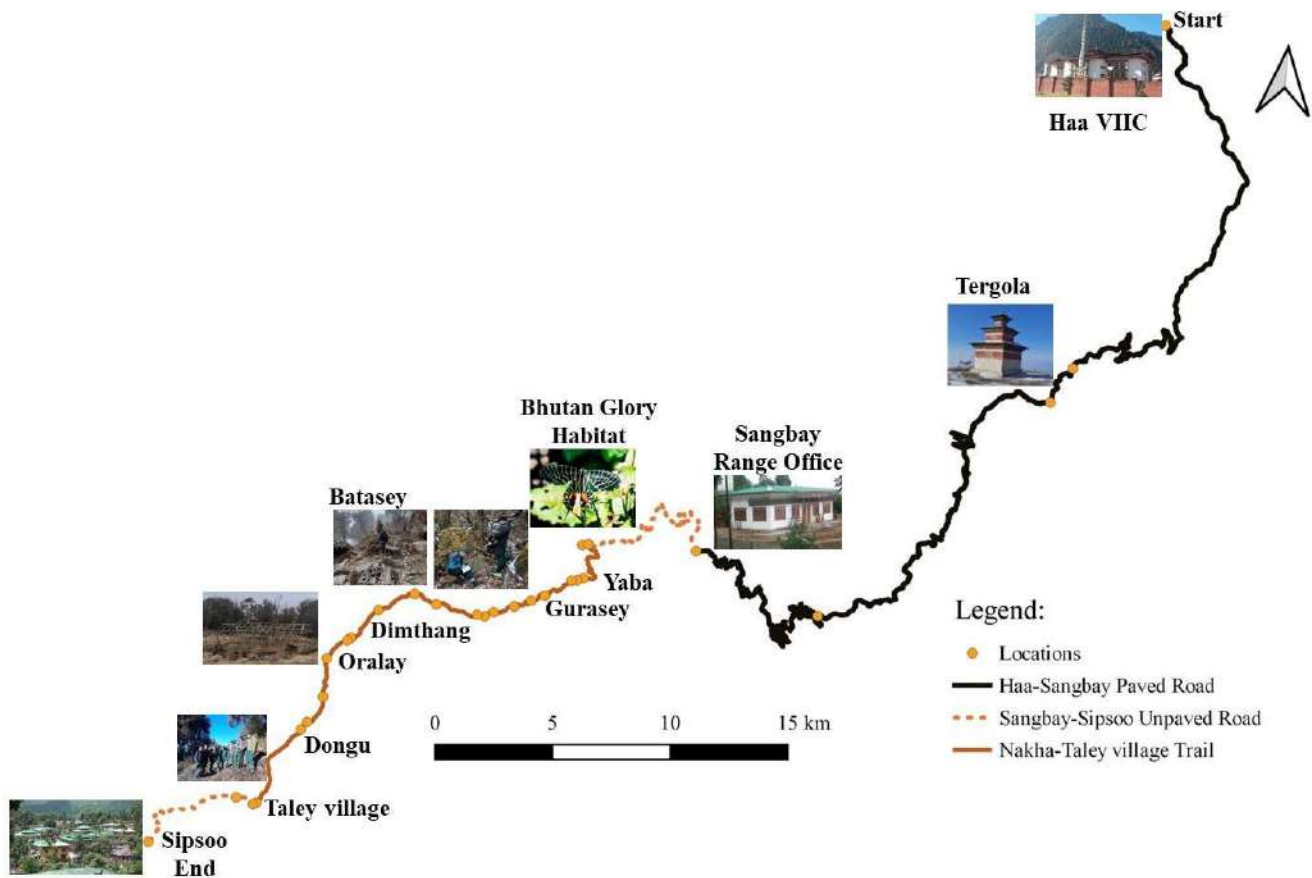 Start
Haa VIIC
Tergola
Bhutan Glory
Habitat
Sangbay
Range Office
Batasey
Yaba
Gurasey
Dimthang
Oralay
Dongu
Taley village
Sipsoo
End
0 5 10 15 km
Legend:
Locations
Haa-Sangbay Paved Road
Sangbay-Sipsoo Unpaved Road
Nakha-Taley village Trail